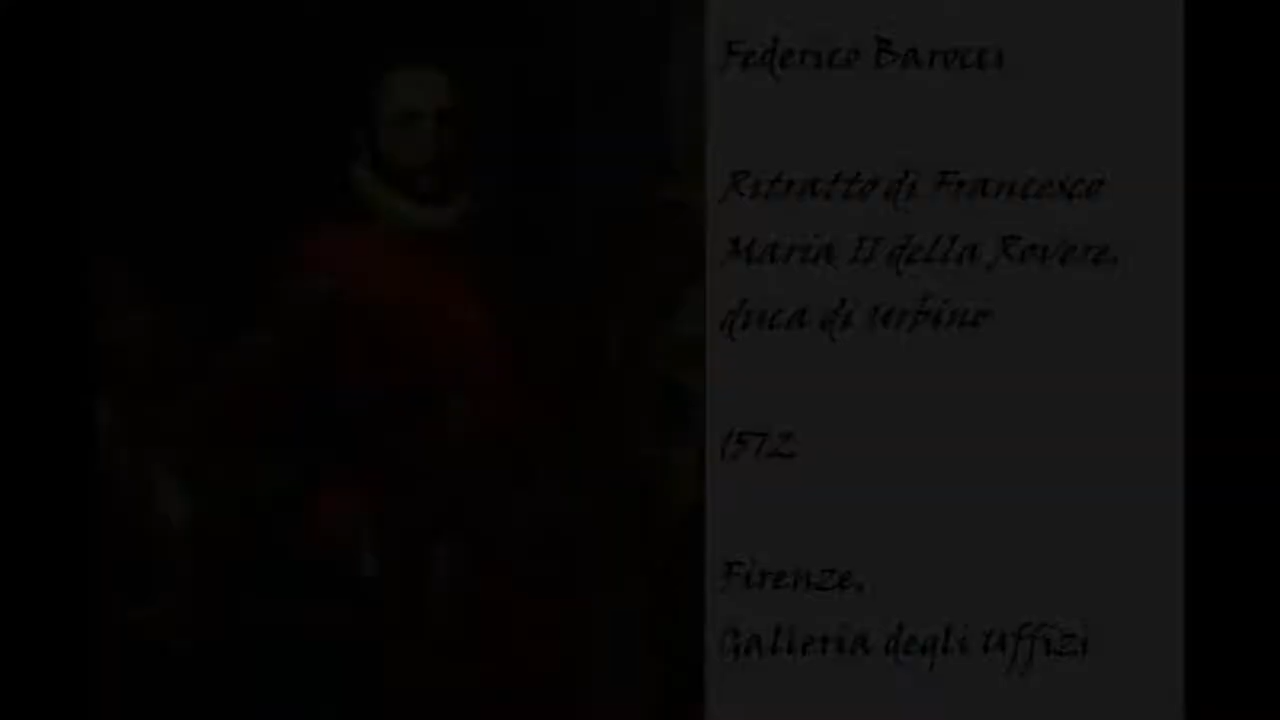 Federico Barocci
Ritratto di Francesco
Maria II della Rovere,
duca di Urbino
1572
Firenze,
Galleria degli Uffizi